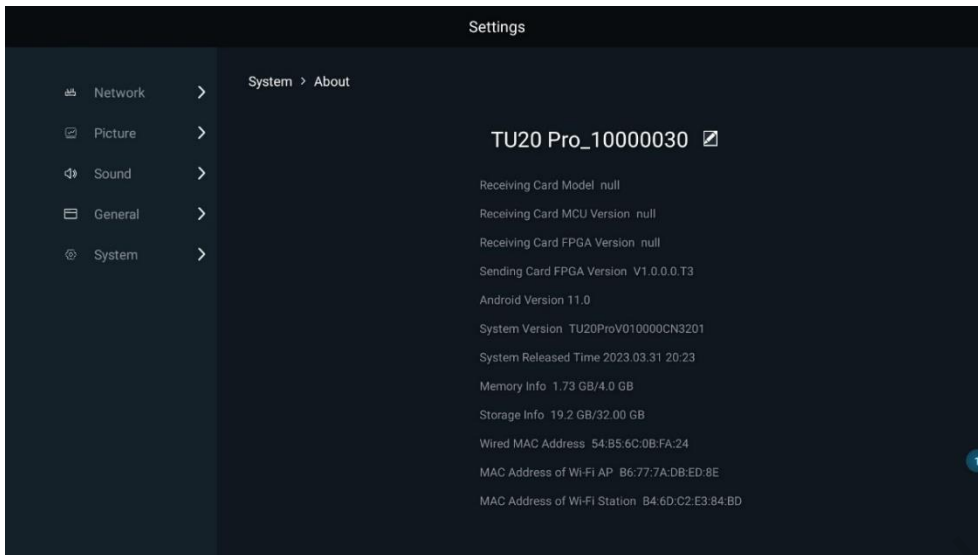 Settings
Network
Picture
Sound
General
System
System > About
TU20 Pro_10000030
Receiving Card Model null
Receiving Card MCU Version null
Receiving Card FPGA Version null
Sending Card FPGA Version V1.0.0.0.T3
Android Version 11.0
System Version TU20ProV010000CN3201
System Released Time 2023.03.31 20:23
Memory Info 1.73 GB/4.0 GB
Storage Info 19.2 GB/32.00 GB
Wired MAC Address 54:B5:6C:0B:FA:24
MAC Address of Wi-Fi AP B6:77:7A:DB:ED:8E
MAC Address of Wi-Fi Station B4:6D:C2:E3:84:BD